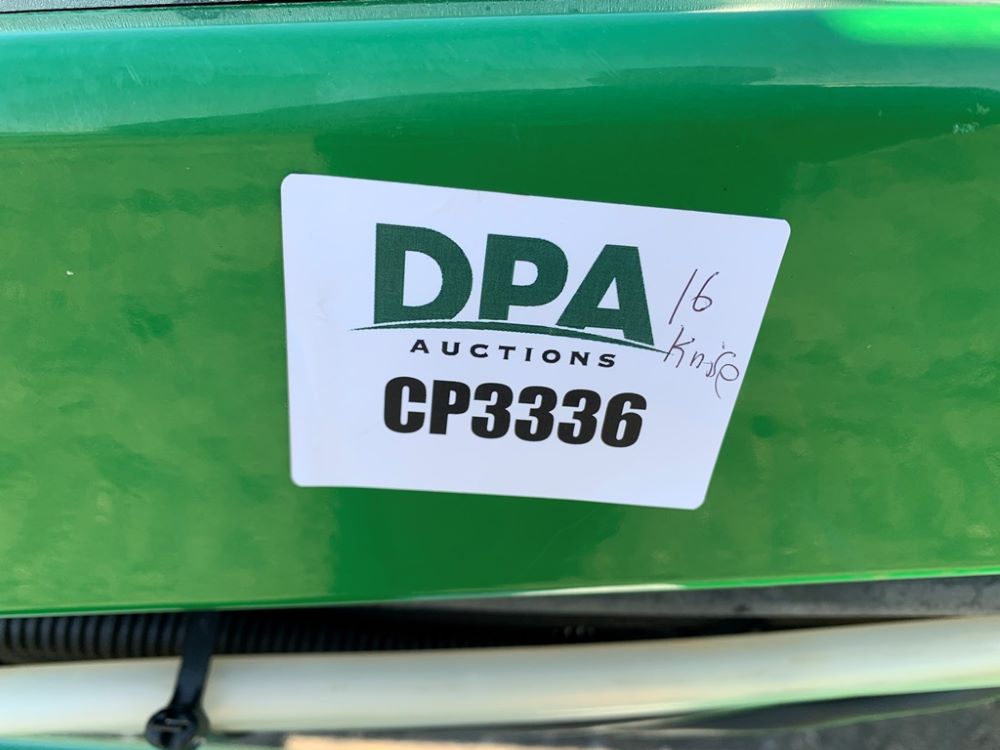 DPA
AUCTIONS
CP3336
16
Knife